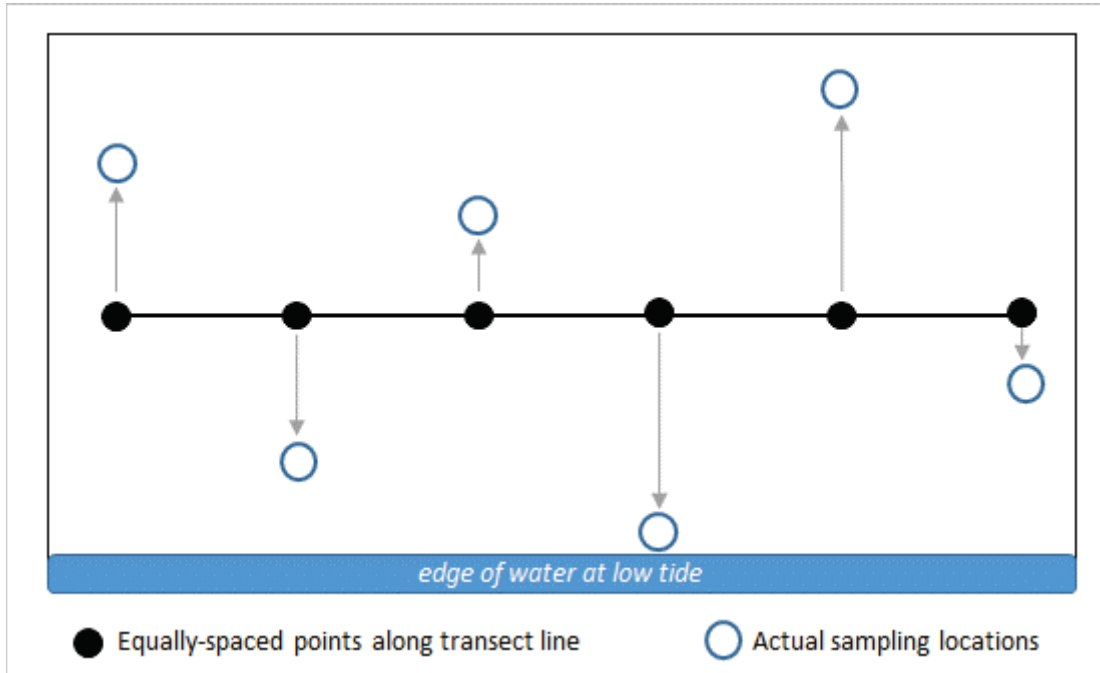 edge of water at low tide
Equally-spaced points along transect line
Actual sampling locations